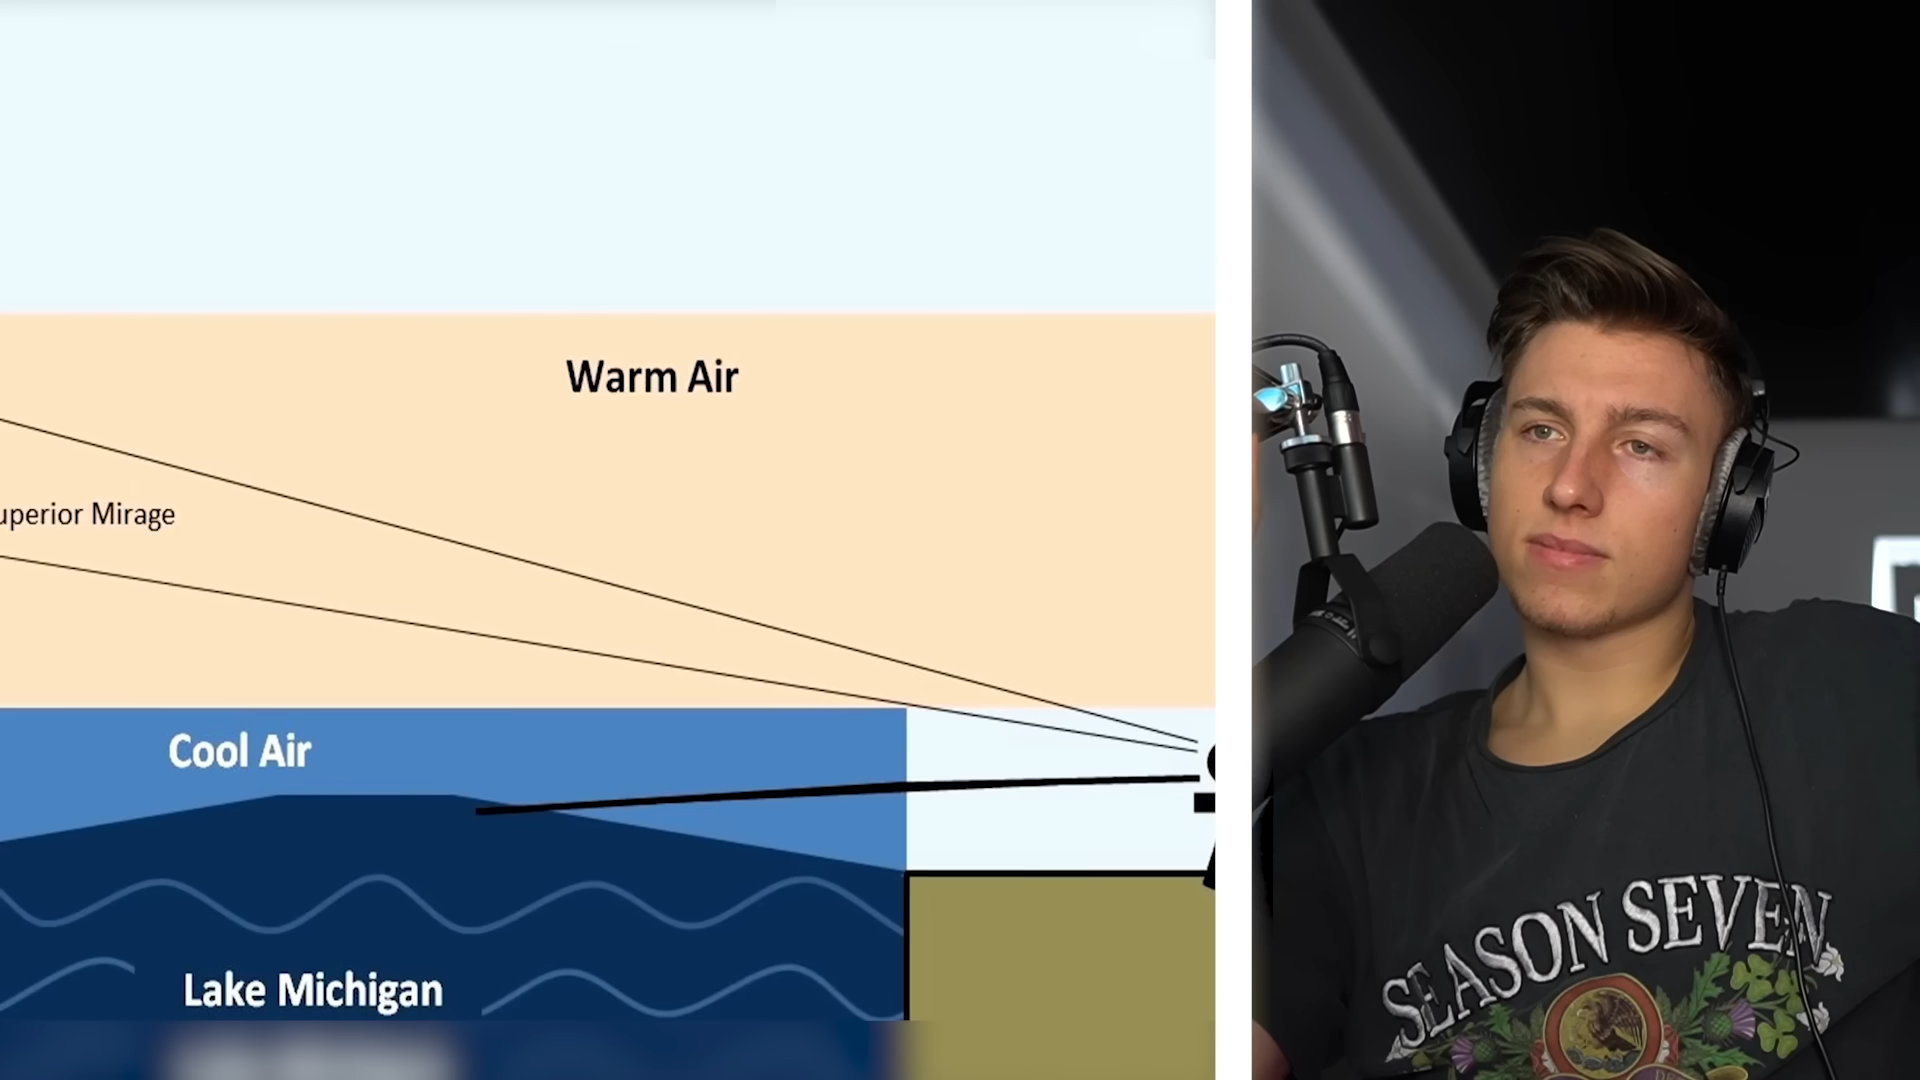 Warm Air
uperior Mirage
Cool Air
Lake Michigan
SEASON SEVEN